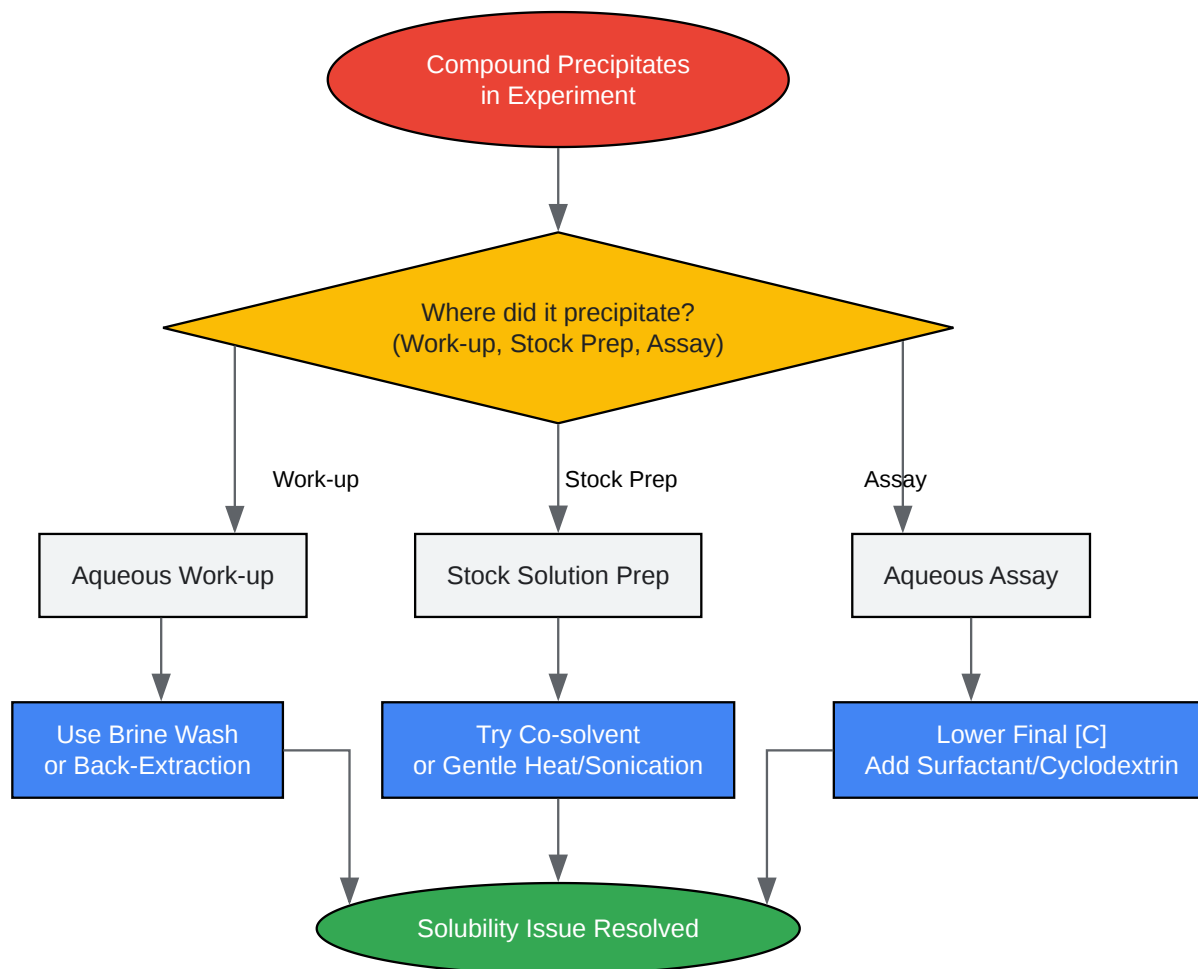 Compound Precipitates
in Experiment
Where did it precipitate?
(Work-up, Stock Prep, Assay)
Work-up
Stock Prep
Assay
Aqueous Work-up
Stock Solution Prep
Aqueous Assay
Use Brine Wash
or Back-Extraction
Try Co-solvent
or Gentle Heat/Sonication
Lower Final [C]
Add Surfactant/Cyclodextrin
Solubility Issue Resolved